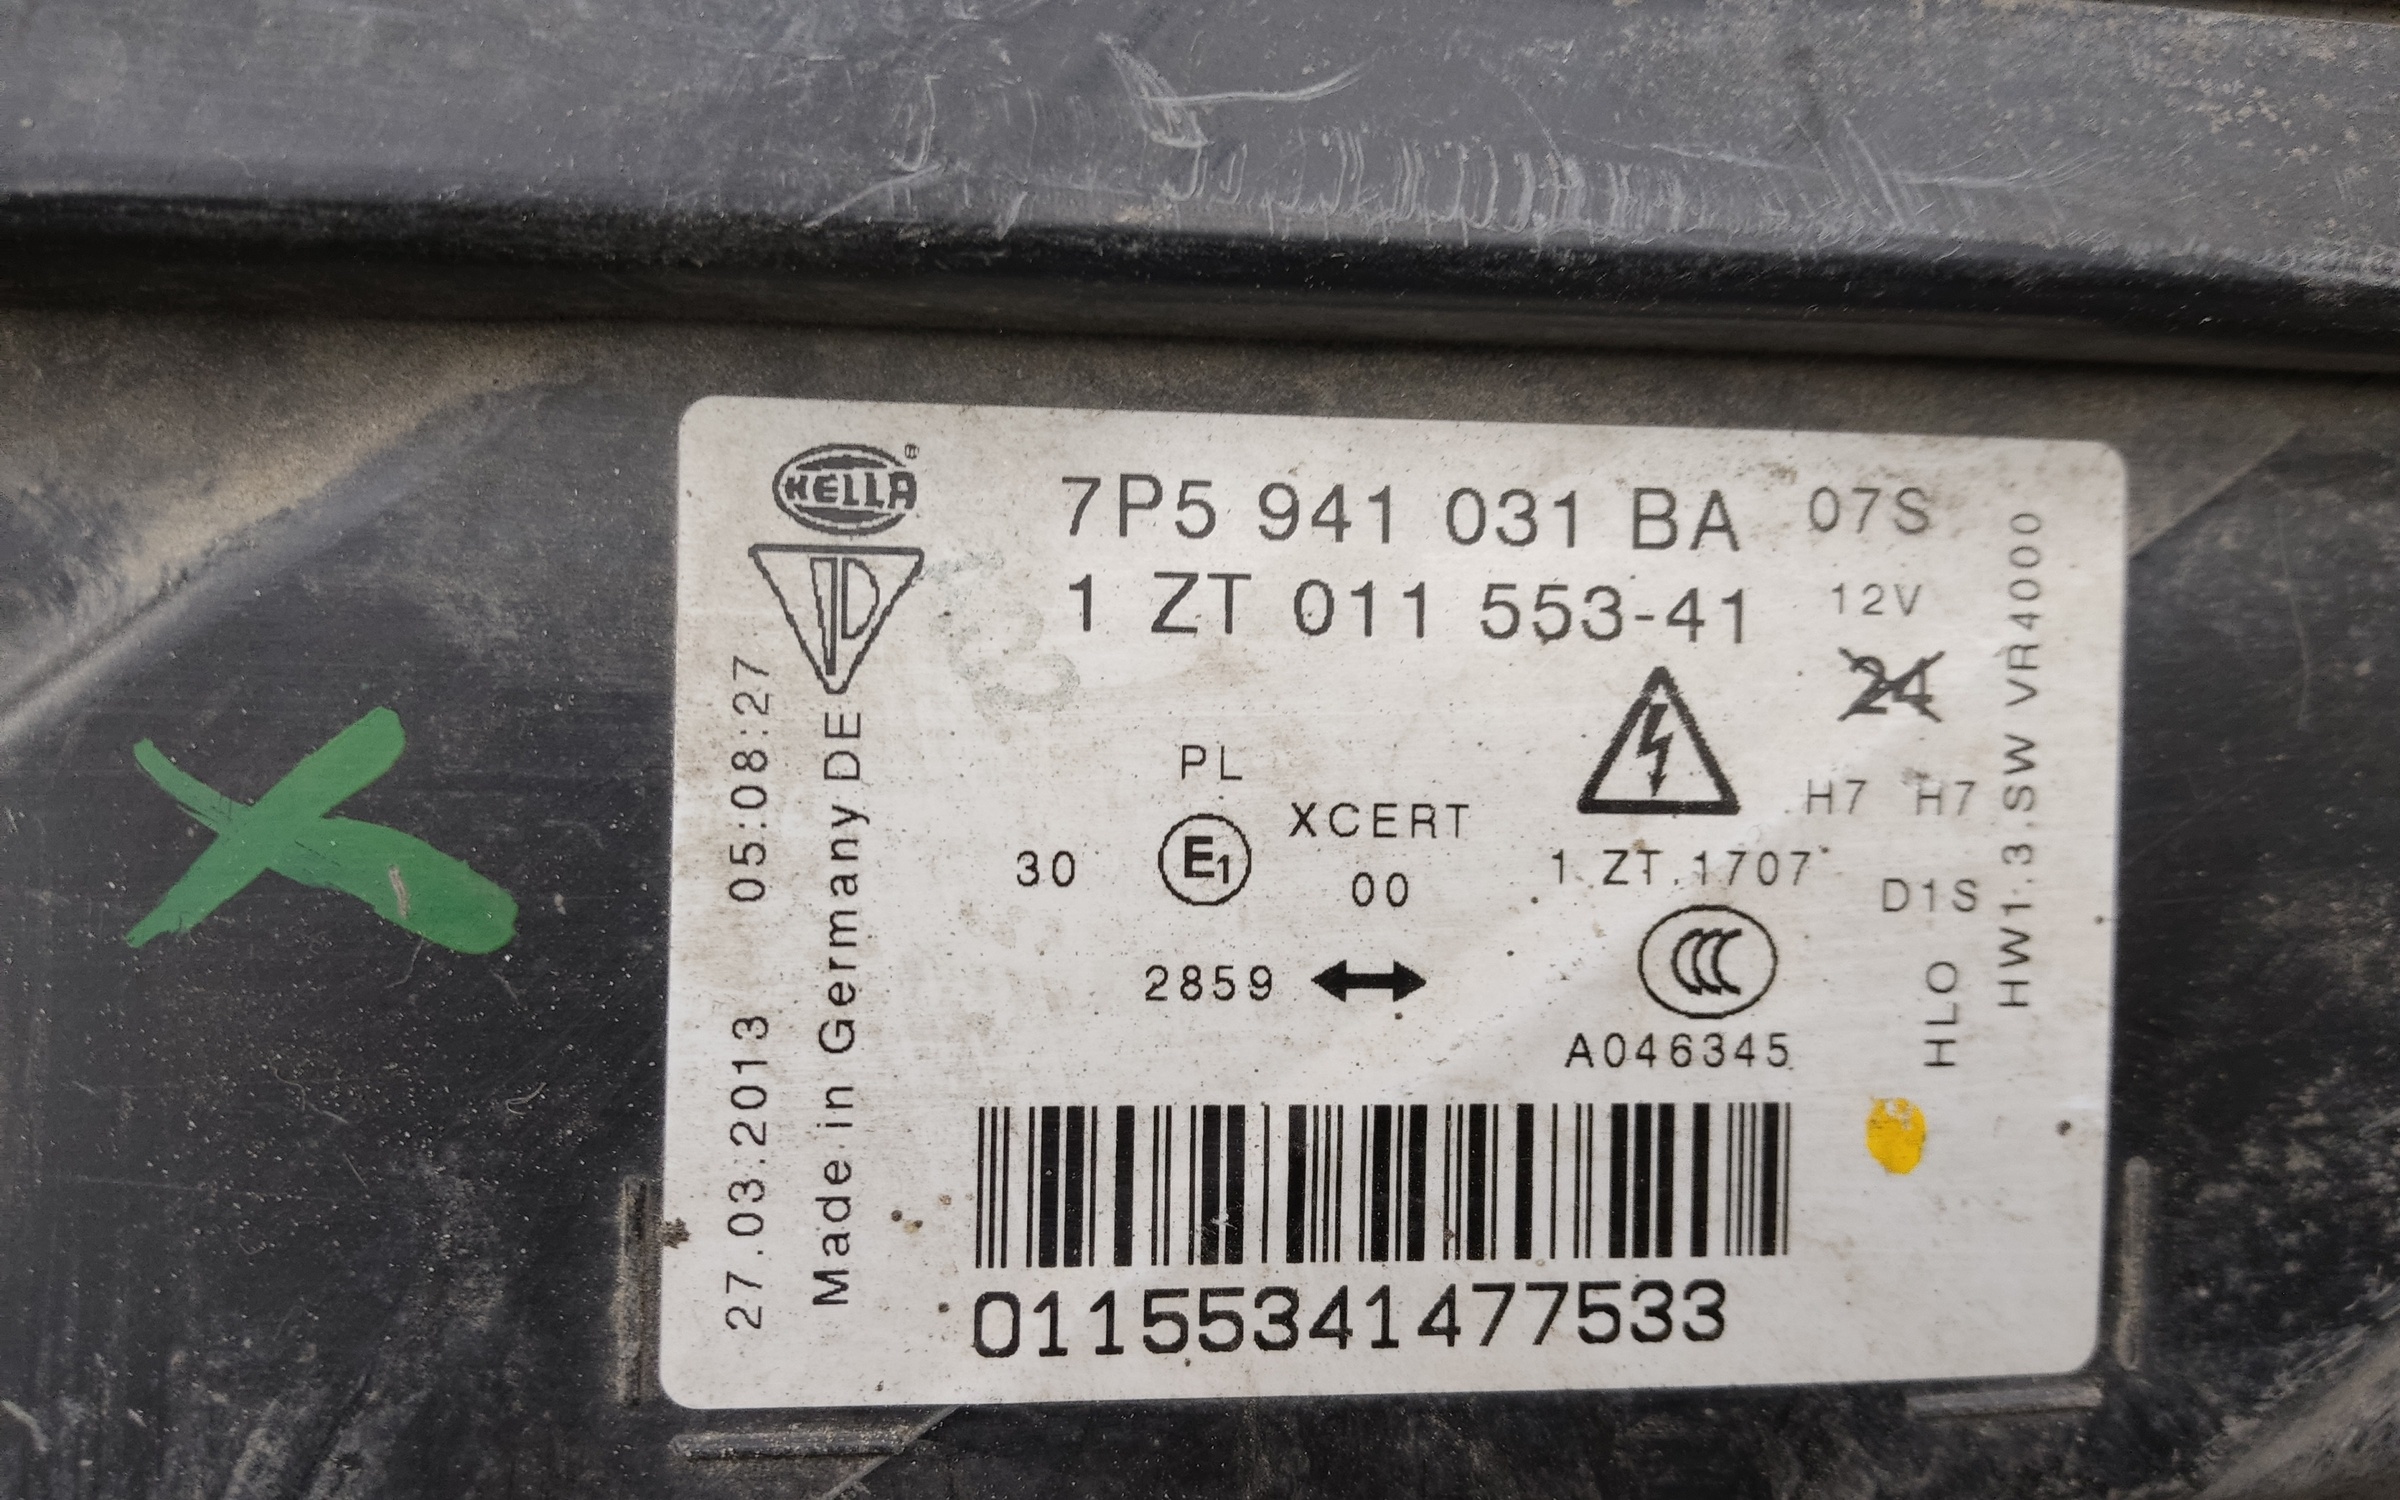 HELLA®
7P5 941 031 BA 07S
1 ZT 011 553-41 12V
24
PL
H7 H7
XCERT
30 E1 00
1 ZT.1707
D1S
2859
CCC
A046345
HLO
HW1.3.SW VR4000
27.03.2013 05:08:27
Made in Germany DE
01155341477533